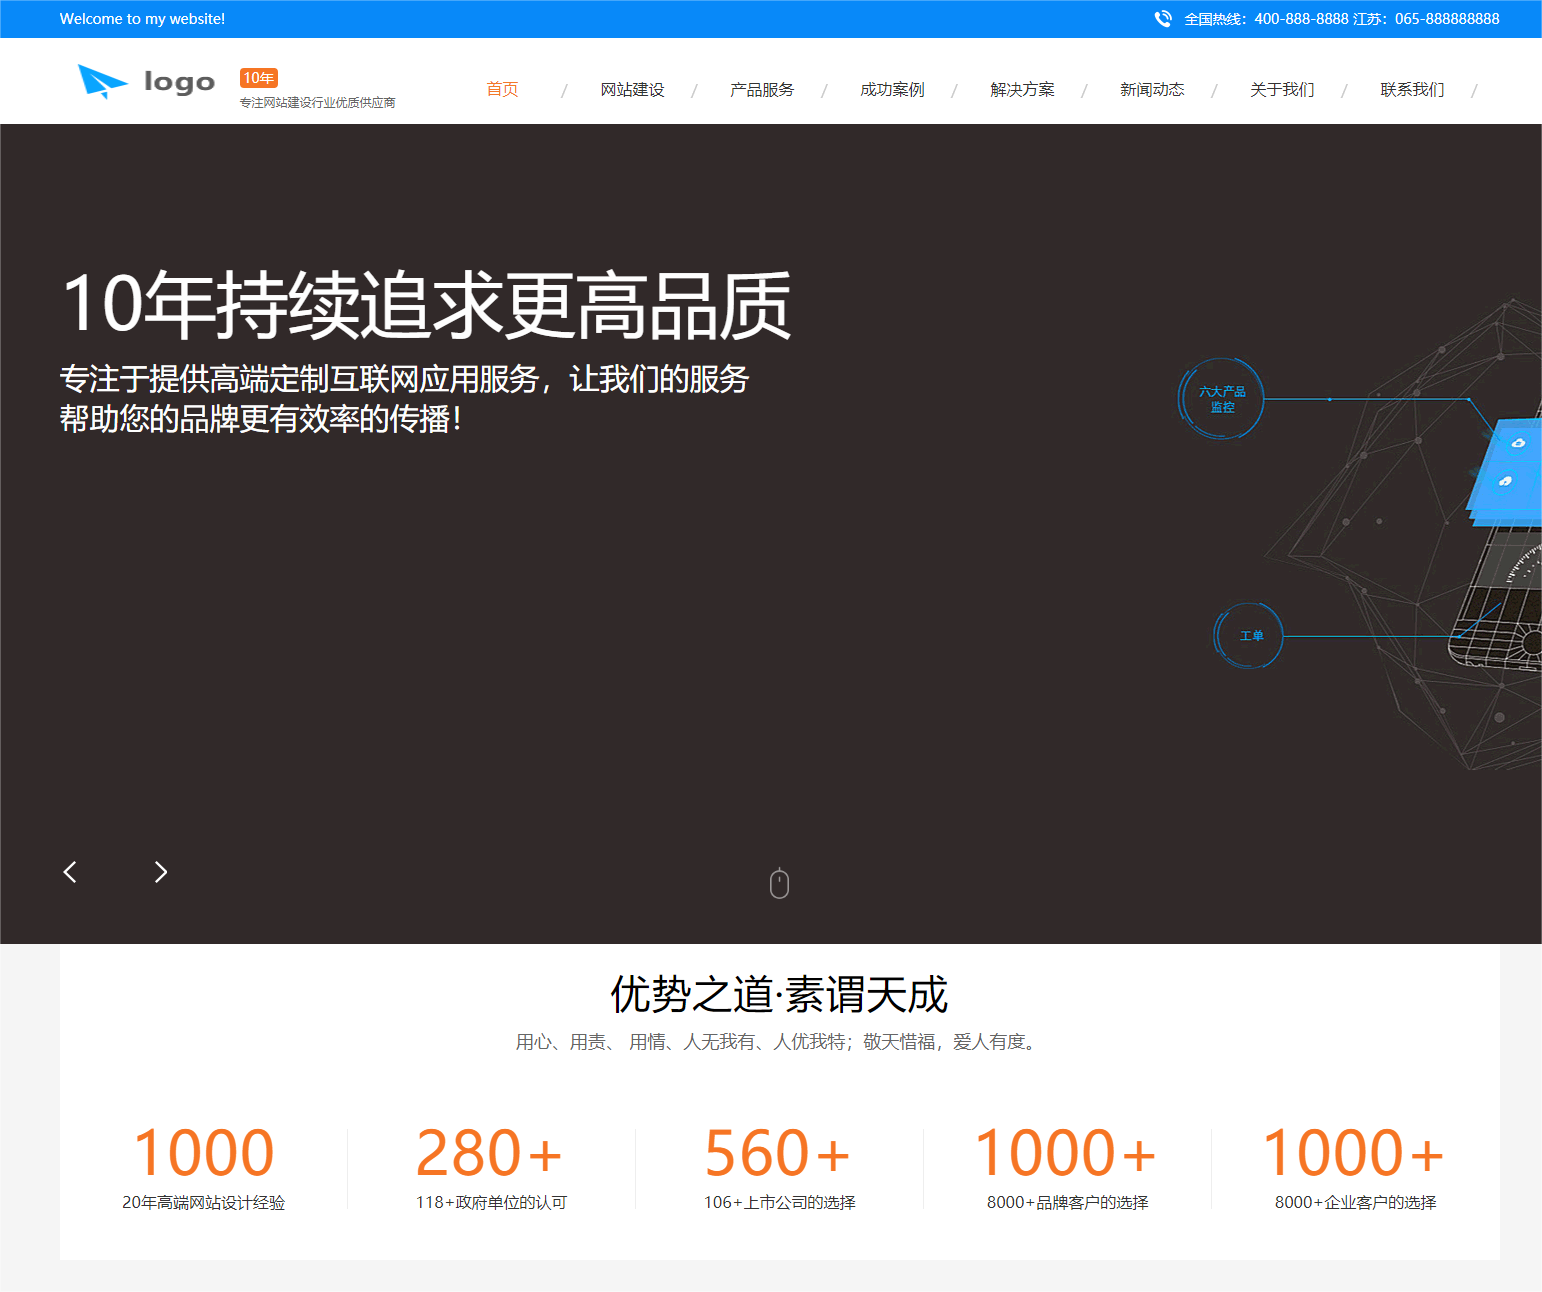 Welcome to my website!
全国热线：400-888-8888 江苏：065-888888888
logo
10年
专注网站建设行业优质供应商
首页 / 网站建设 / 产品服务 / 成功案例 / 解决方案 / 新闻动态 / 关于我们 / 联系我们 /
10年持续追求更高品质
专注于提供高端定制互联网应用服务，让我们的服务
帮助您的品牌更有效率的传播！
六大产品
监控
工单
优势之道·素谓天成
用心、用责、 用情、人无我有、人优我特；敬天惜福，爱人有度。
1000
20年高端网站设计经验
280+
118+政府单位的认可
560+
106+上市公司的选择
1000+
8000+品牌客户的选择
1000+
8000+企业客户的选择